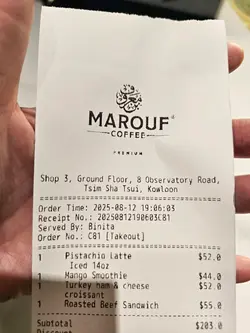 معروف
MAROUF
COFFEE
PREMIUM
Shop 3, Ground Floor, 8 Observatory Road,
Tsim Sha Tsui, Kowloon
Order Time: 2025-08-12 19:06:03
Receipt No.: 20250812190603C81
Served By: Binita
Order No.: C81 [Takeout]
1 Pistachio Latte $52.0
Iced 14oz
1 Mango Smoothie $44.0
1 Turkey ham & cheese $52.0
croissant
1 Roasted Beef Sandwich $55.0
Subtotal $203.0
Discount